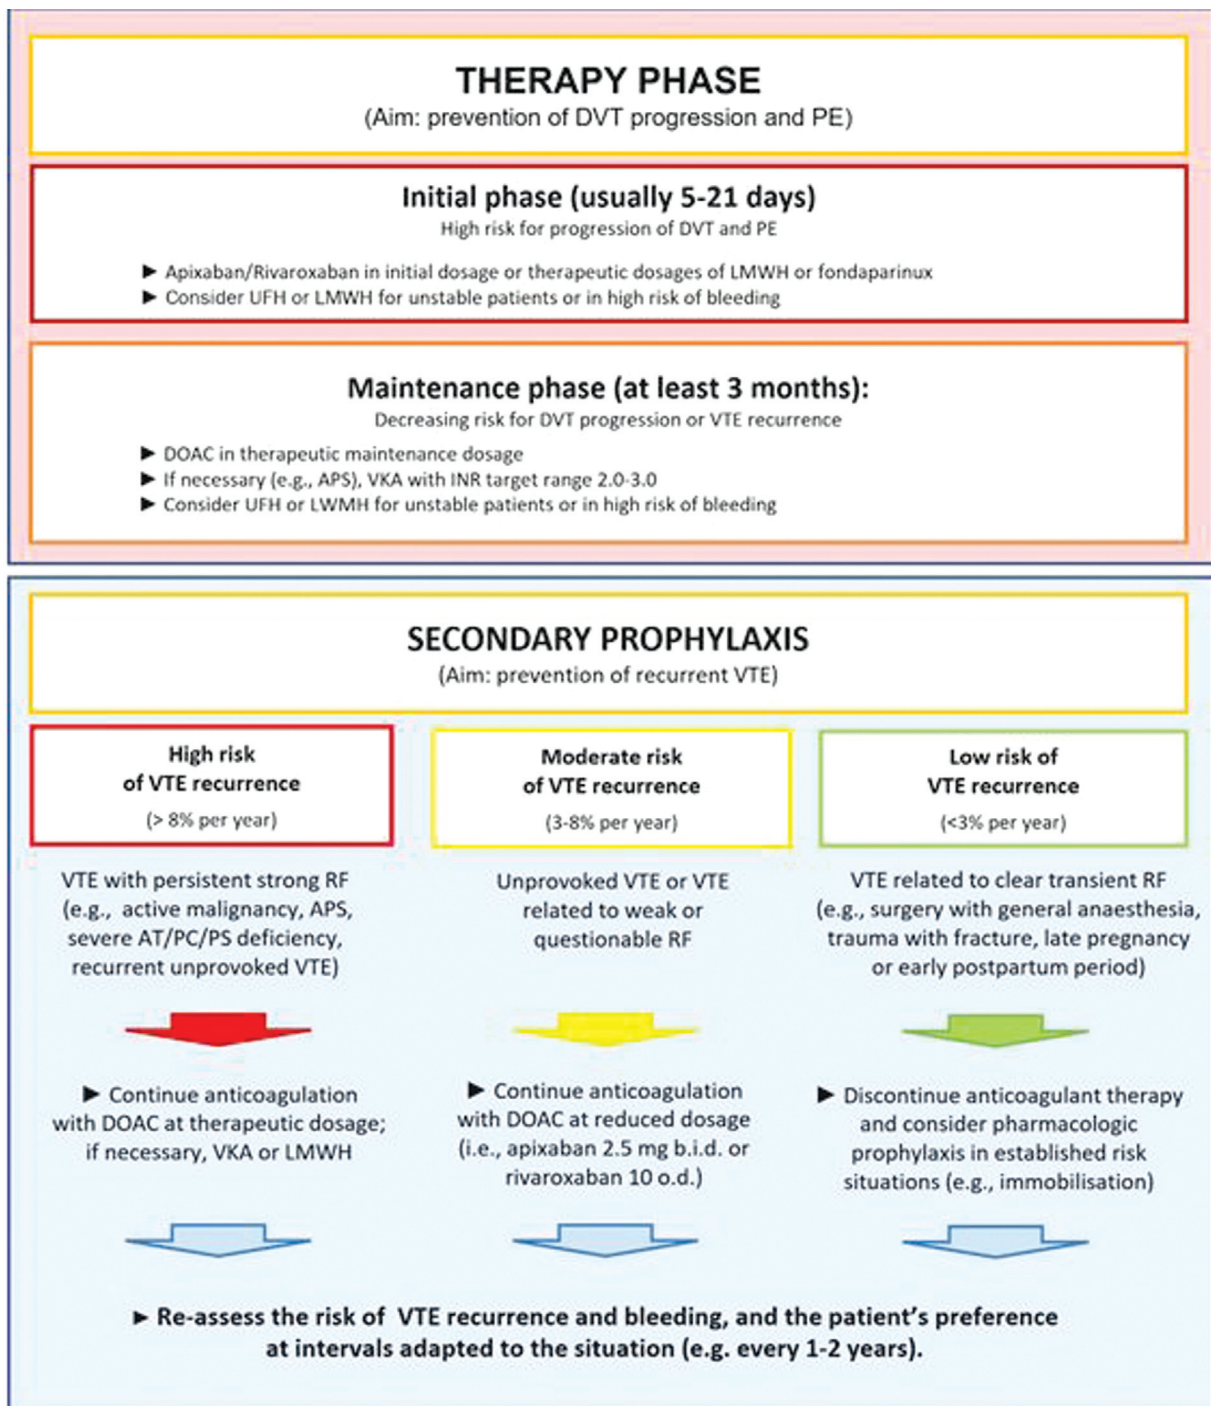 THERAPY PHASE
(Aim: prevention of DVT progression and PE)
Initial phase (usually 5-21 days)
High risk for progression of DVT and PE
► Apixaban/Rivaroxaban in initial dosage or therapeutic dosages of LMWH or fondaparinux
► Consider UFH or LMWH for unstable patients or in high risk of bleeding
Maintenance phase (at least 3 months):
Decreasing risk for DVT progression or VTE recurrence
► DOAC in therapeutic maintenance dosage
► If necessary (e.g., APS), VKA with INR target range 2.0-3.0
► Consider UFH or LWMH for unstable patients or in high risk of bleeding
SECONDARY PROPHYLAXIS
(Aim: prevention of recurrent VTE)
High risk
of VTE recurrence
(> 8% per year)
VTE with persistent strong RF
(e.g., active malignancy, APS,
severe AT/PC/PS deficiency,
recurrent unprovoked VTE)
► Continue anticoagulation
with DOAC at therapeutic dosage;
if necessary, VKA or LMWH
Moderate risk
of VTE recurrence
(3-8% per year)
Unprovoked VTE or VTE
related to weak or
questionable RF
► Continue anticoagulation
with DOAC at reduced dosage
(i.e., apixaban 2.5 mg b.i.d. or
rivaroxaban 10 o.d.)
Low risk of
VTE recurrence
(<3% per year)
VTE related to clear transient RF
(e.g., surgery with general anaesthesia,
trauma with fracture, late pregnancy
or early postpartum period)
► Discontinue anticoagulant therapy
and consider pharmacologic
prophylaxis in established risk
situations (e.g., immobilisation)
► Re-assess the risk of VTE recurrence and bleeding, and the patient's preference
at intervals adapted to the situation (e.g. every 1-2 years).